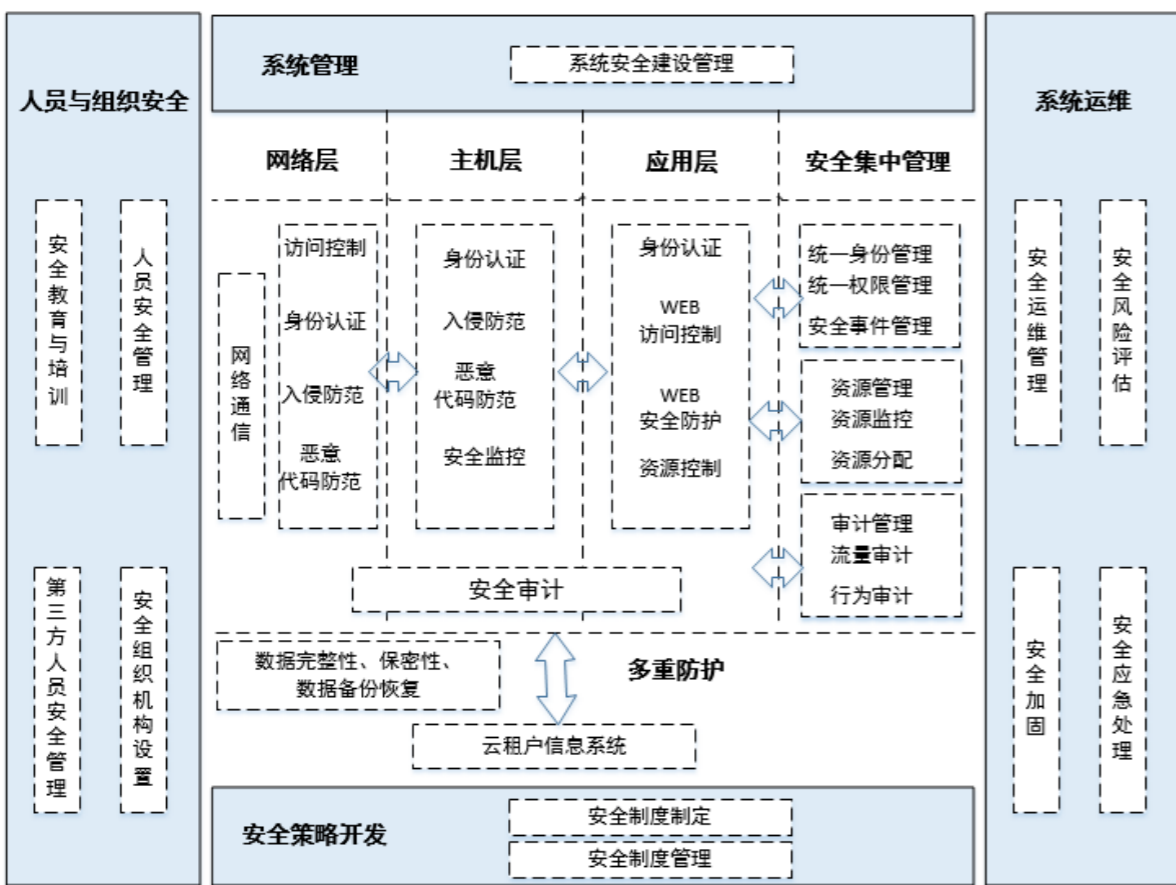 人员与组织安全
安全教育与培训
人员安全管理
第三方人员安全管理
安全组织机构设置
系统管理
系统安全建设管理
网络层
主机层
应用层
安全集中管理
网络通信
访问控制
身份认证
入侵防范
恶意
代码防范
身份认证
入侵防范
恶意
代码防范
安全监控
身份认证
WEB
访问控制
WEB
安全防护
资源控制
统一身份管理
统一权限管理
安全事件管理
资源管理
资源监控
资源分配
审计管理
流量审计
行为审计
安全审计
数据完整性、保密性、
数据备份恢复
多重防护
云租户信息系统
安全策略开发
安全制度制定
安全制度管理
系统运维
安全运维管理
安全风险评估
安全加固
安全应急处理